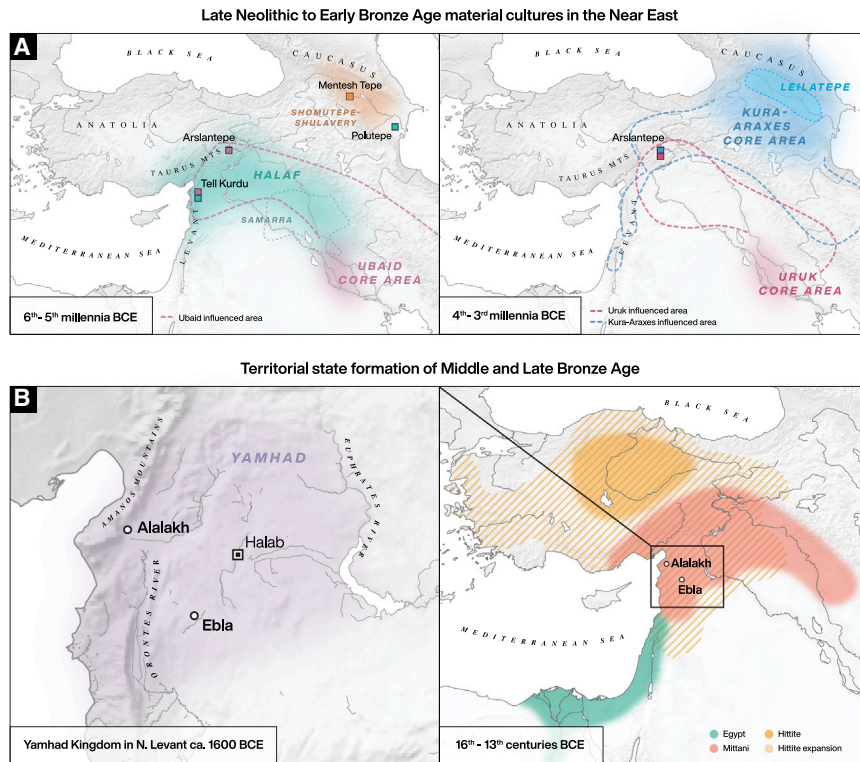 Late Neolithic to Early Bronze Age material cultures in the Near East
A
BLACK SEA
CAUCASUS
Mentesh Tepe
SHOMUTEPE-
SHULAVERY
ANATOLIA
Polutepe
Arslantepe
TAURUS MTS
HALAF
Tell Kurdu
SAMARRA
LEVANT
MEDITERRANEAN SEA
UBAID
CORE AREA
6th - 5th millennia BCE
Ubaid influenced area
BLACK SEA
CAUCASUS
LEILATEPE
KURA-
ARAXES
CORE AREA
ANATOLIA
Arslantepe
TAURUS MTS
LEVANT
MEDITERRANEAN SEA
URUK
CORE AREA
4th - 3rd millennia BCE
Uruk influenced area
Kura-Araxes influenced area
Territorial state formation of Middle and Late Bronze Age
B
YAMHAD
AMANOS MOUNTAINS
EUPHRATES RIVER
Alalakh
Halab
ORONTES RIVER
Ebla
Yamhad Kingdom in N. Levant ca. 1600 BCE
BLACK SEA
Alalakh
Ebla
MEDITERRANEAN SEA
16th - 13th centuries BCE
Egypt
Hittite
Mittani
Hittite expansion